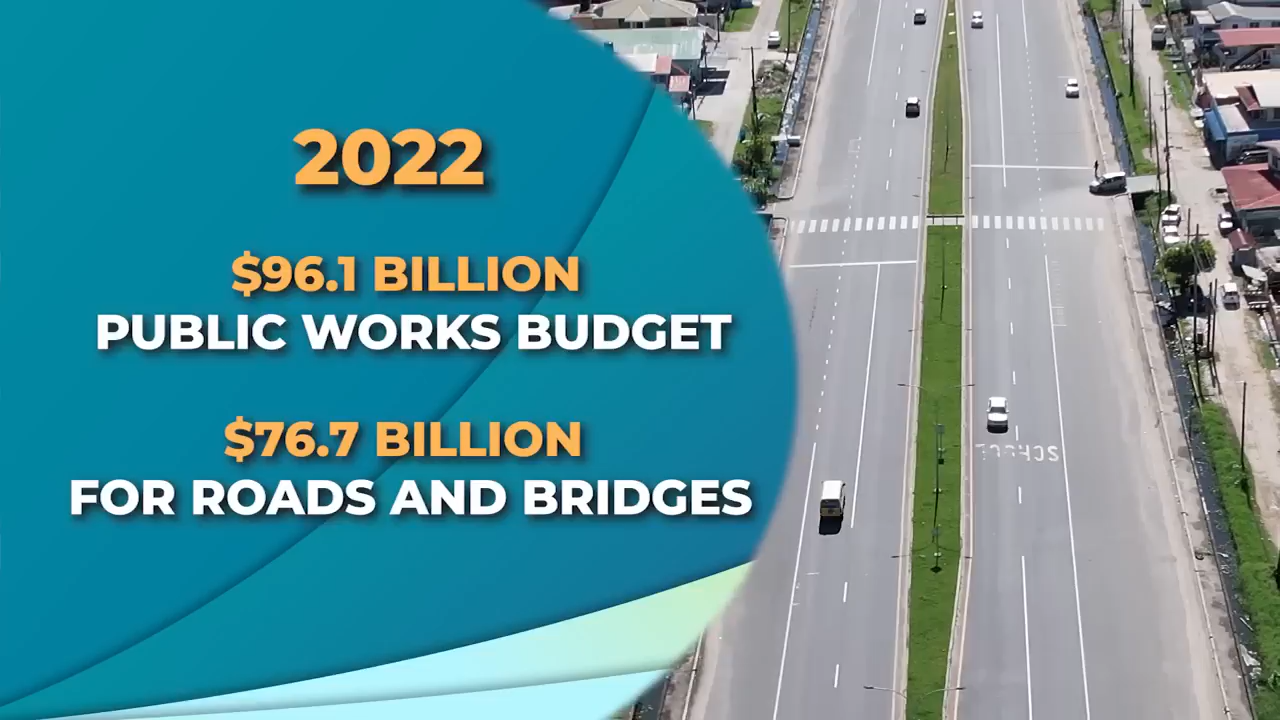 2022
$96.1 BILLION
PUBLIC WORKS BUDGET
$76.7 BILLION
FOR ROADS AND BRIDGES